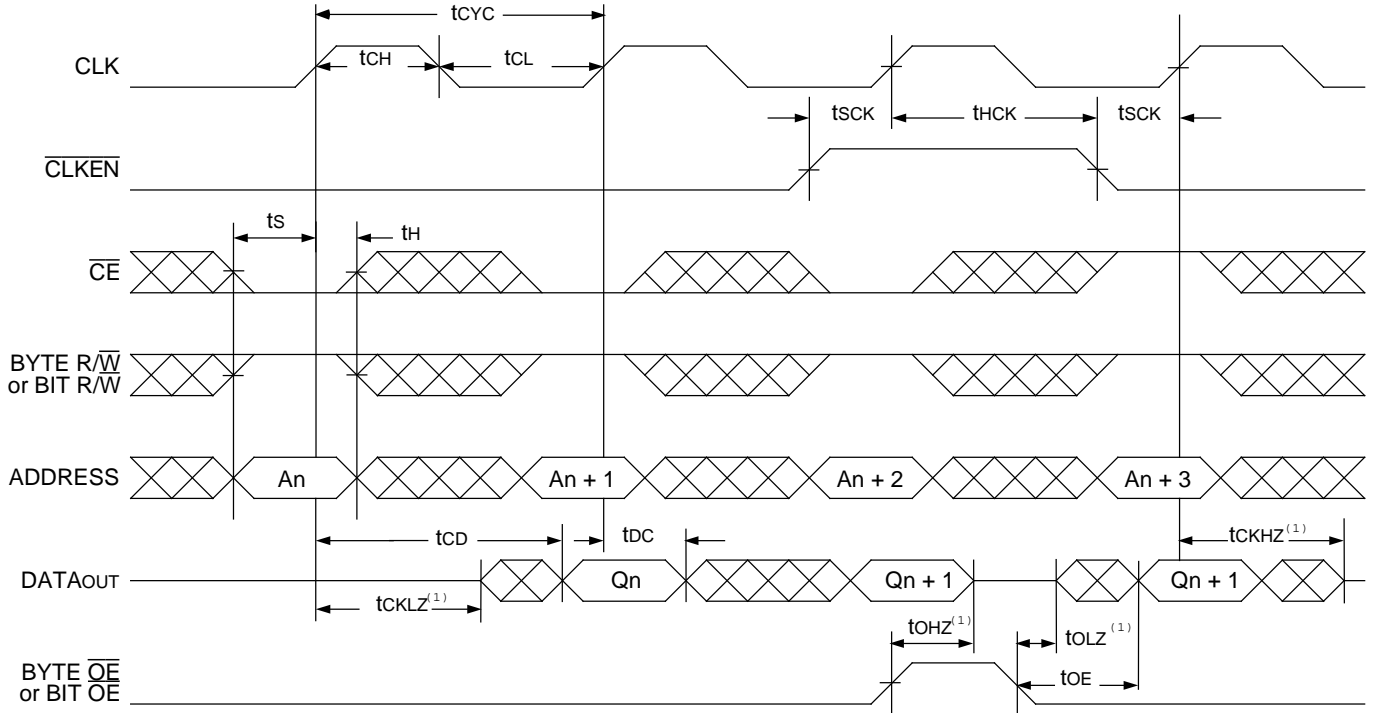 tCYC
CLK
tCH
tCL
tSCK
tHCK
tSCK
CLKEN
tS
tH
CE
BYTE R/W
or BIT R/W
ADDRESS
An
An + 1
An + 2
An + 3
tCD
tDC
tCKHZ(1)
DATAOUT
Qn
Qn + 1
Qn + 1
tCKLZ(1)
tOHZ(1)
tOLZ(1)
tOE
BYTE OE
or BIT OE